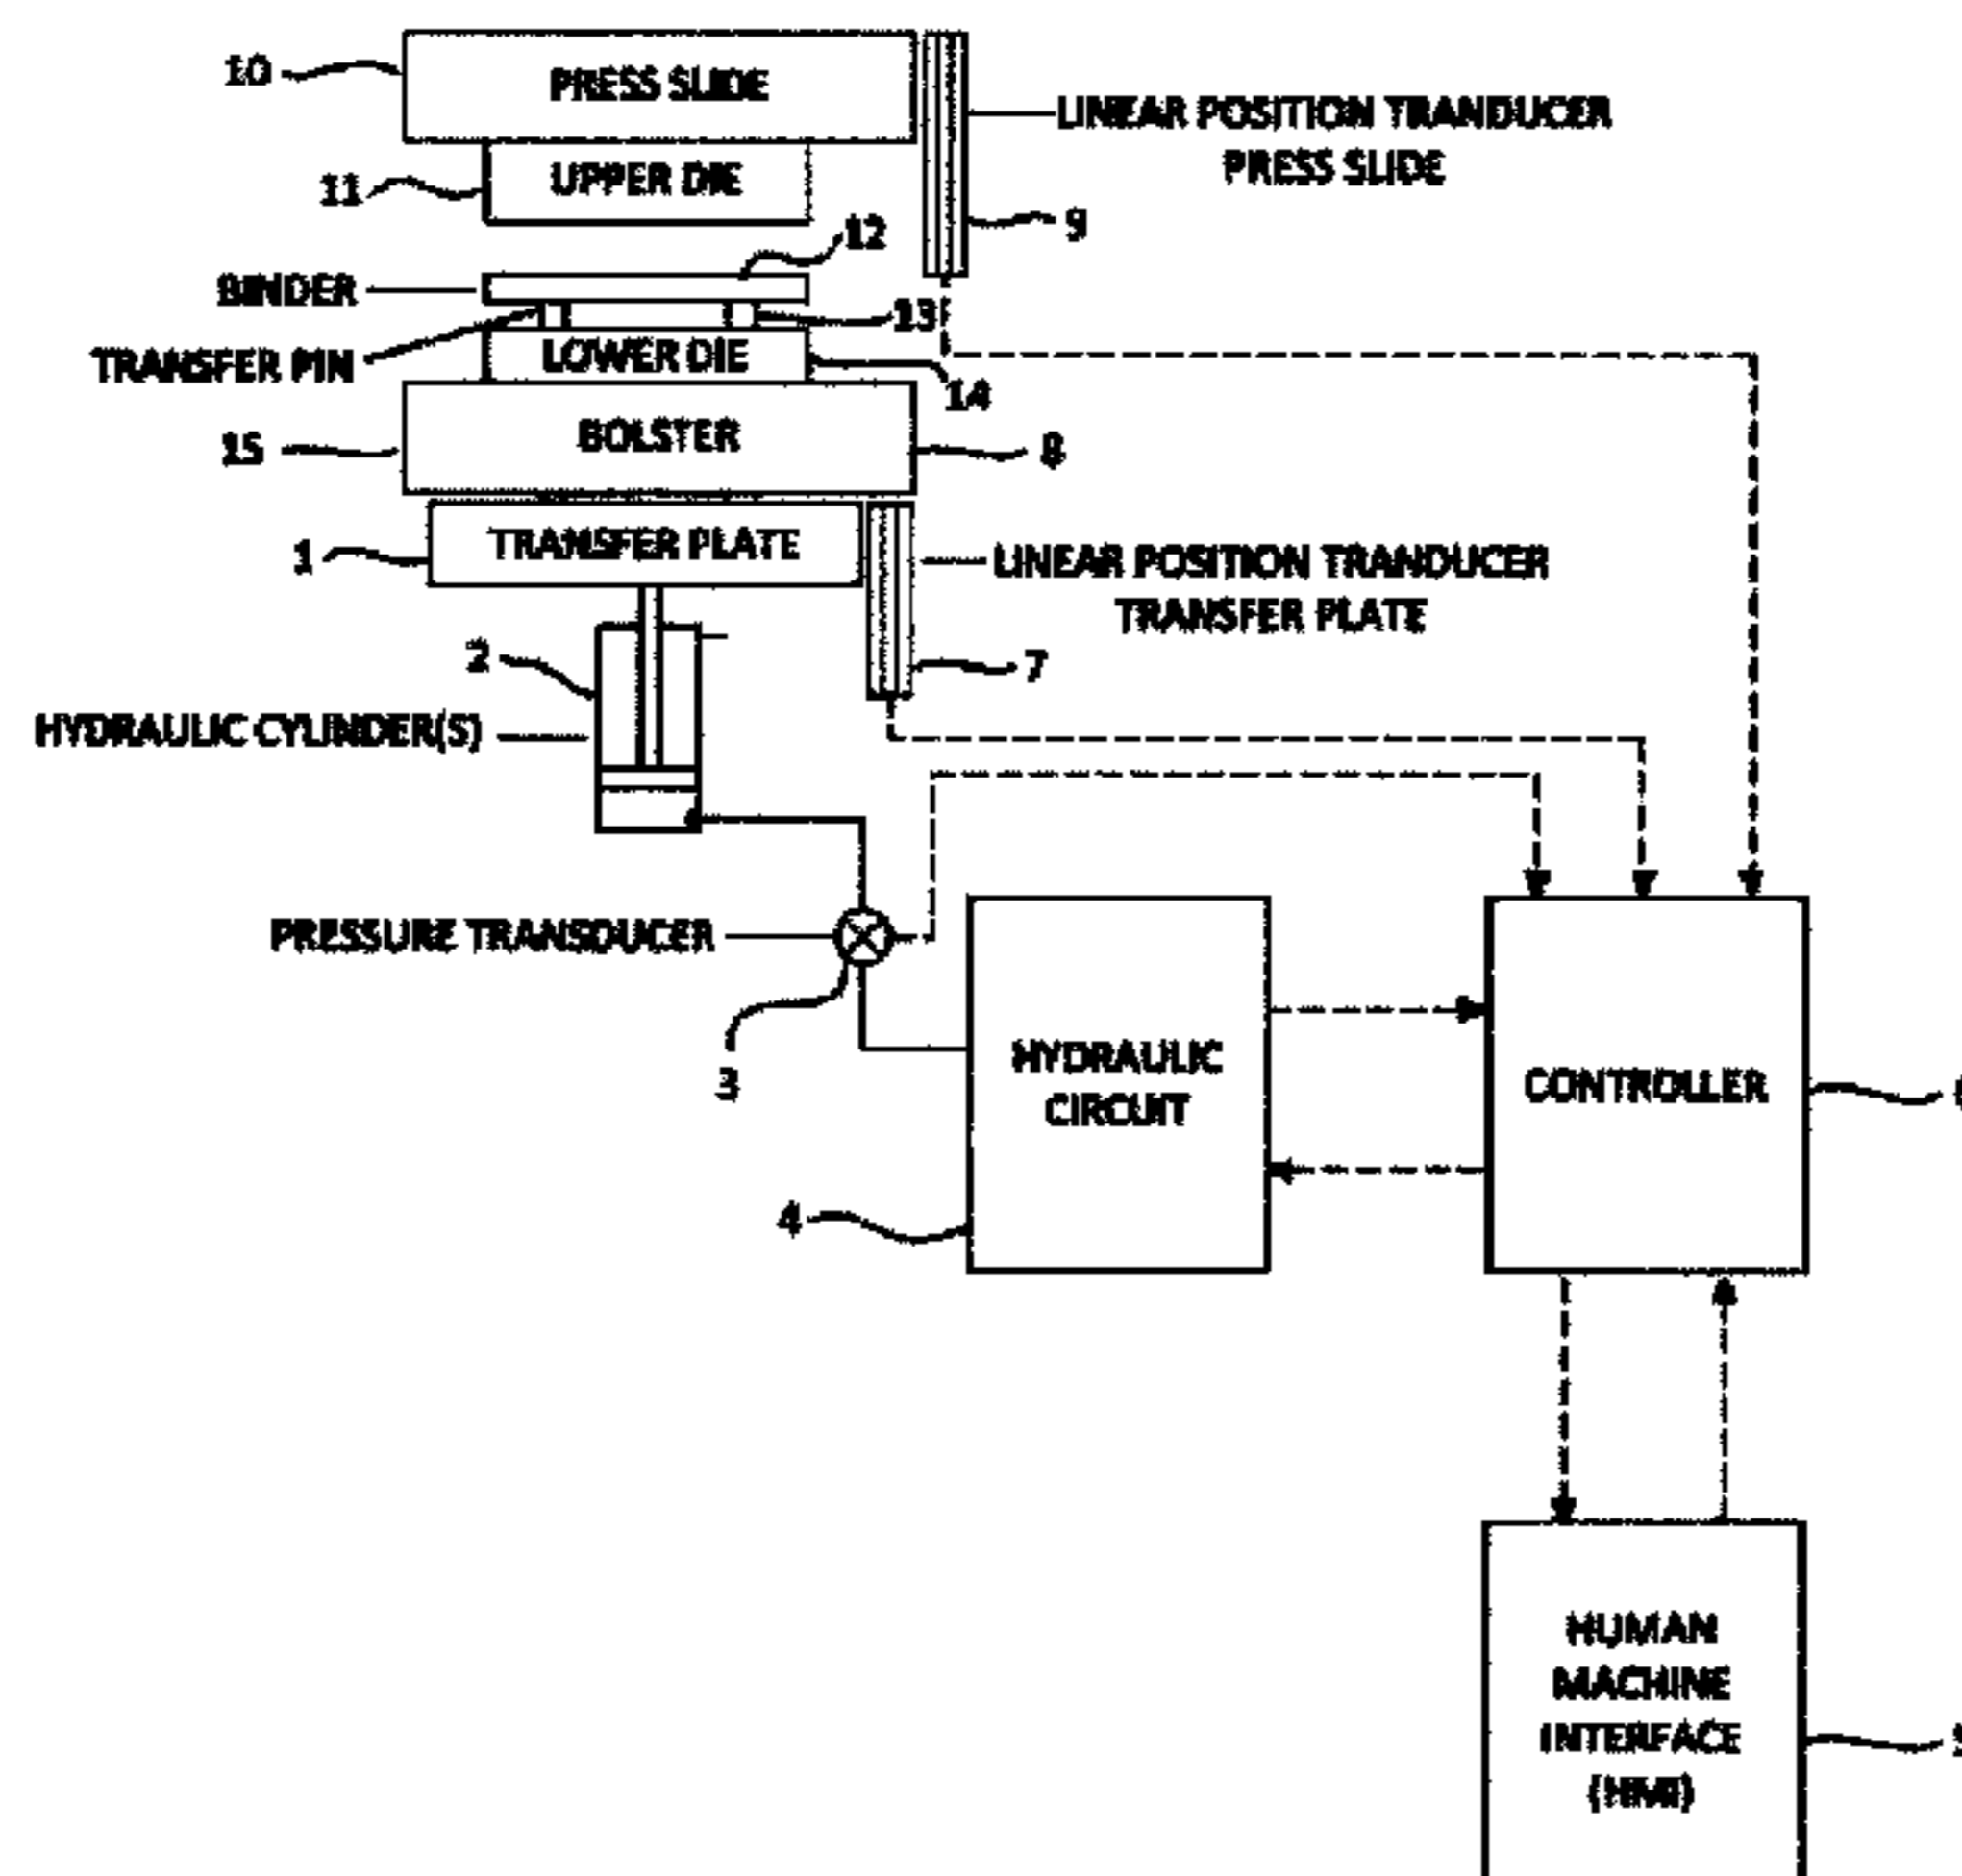 10
PRESS SLIDE
LINEAR POSITION TRANDUCER
PRESS SLIDE
11
UPPER DIE
12
9
BINDER
13
TRANSFER PIN
LOWER DIE
14
15
BOLSTER
8
1
TRANSFER PLATE
LINEAR POSITION TRANDUCER
TRANSFER PLATE
2
7
HYDRAULIC CYLINDER(S)
PRESSURE TRANSDUCER
3
HYDRAULIC
CIRCUIT
CONTROLLER
4
HUMAN
MACHINE
INTERFACE
(HMI)